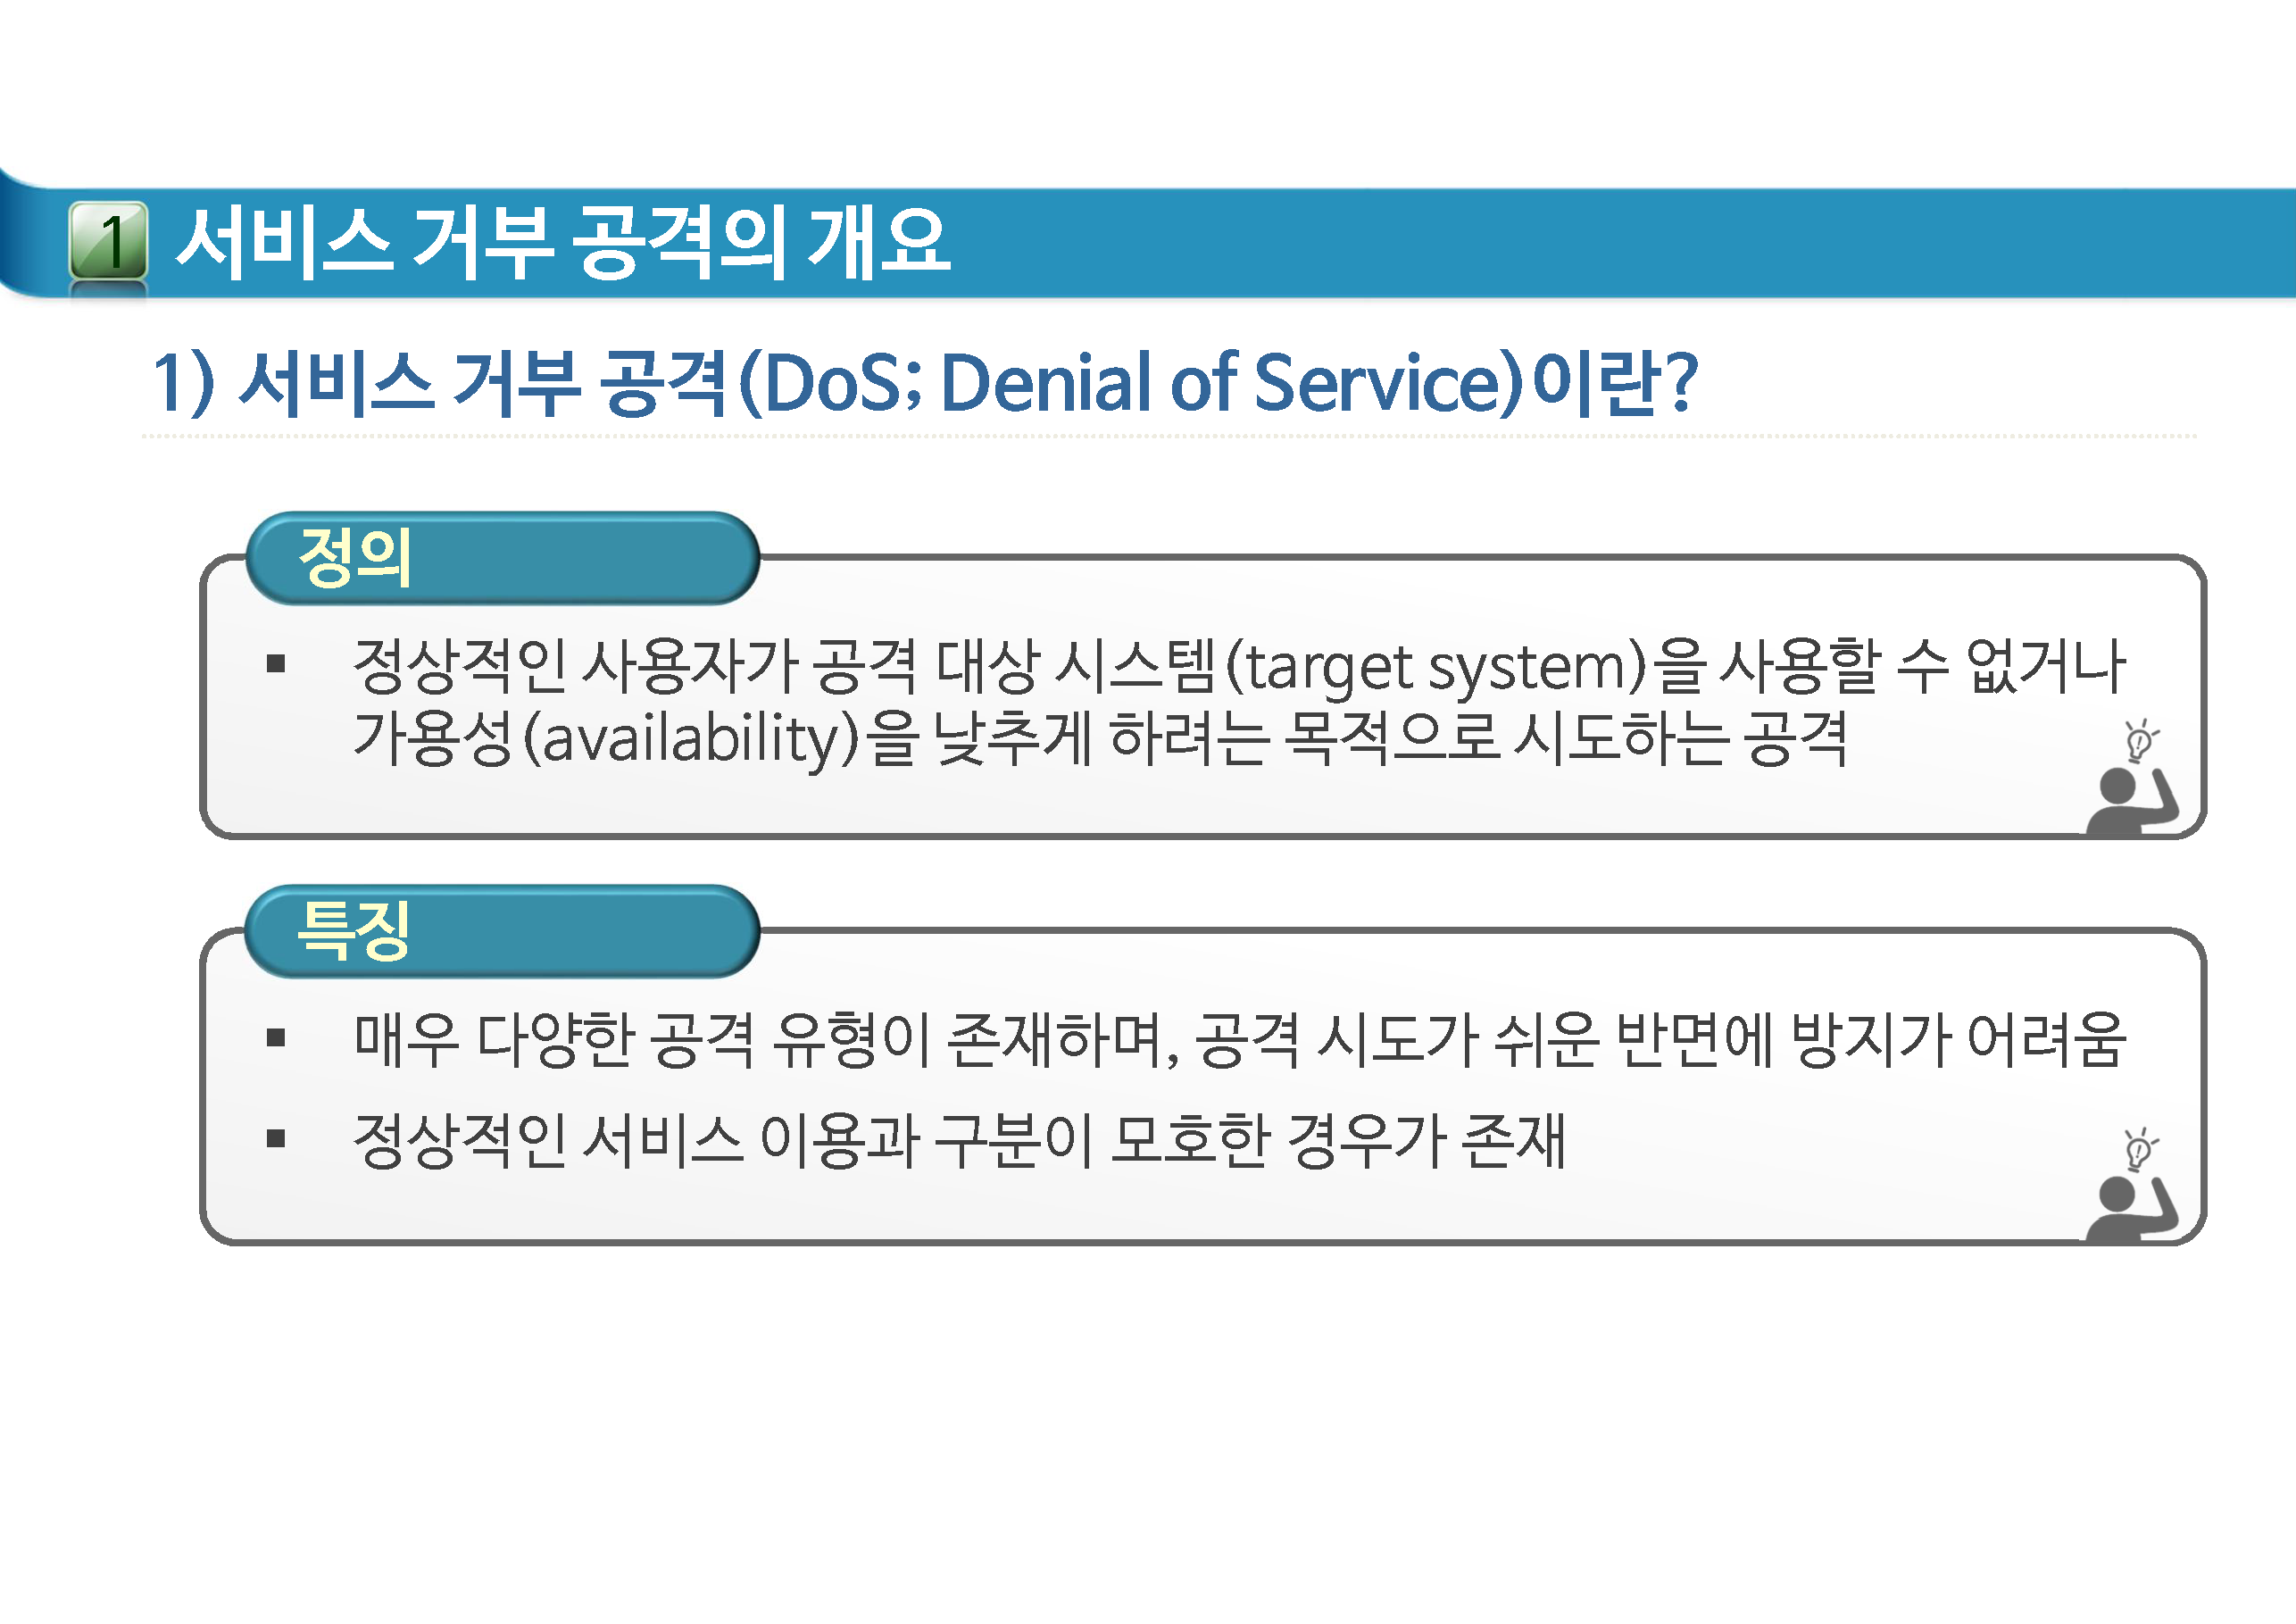 1 서비스 거부 공격의 개요
1) 서비스 거부 공격(DoS; Denial of Service)이란?
정의
▪ 정상적인 사용자가 공격 대상 시스템(target system)을 사용할 수 없거나
가용성(availability)을 낮추게 하려는 목적으로 시도하는 공격
특징
▪ 매우 다양한 공격 유형이 존재하며, 공격 시도가 쉬운 반면에 방지가 어려움
▪ 정상적인 서비스 이용과 구분이 모호한 경우가 존재